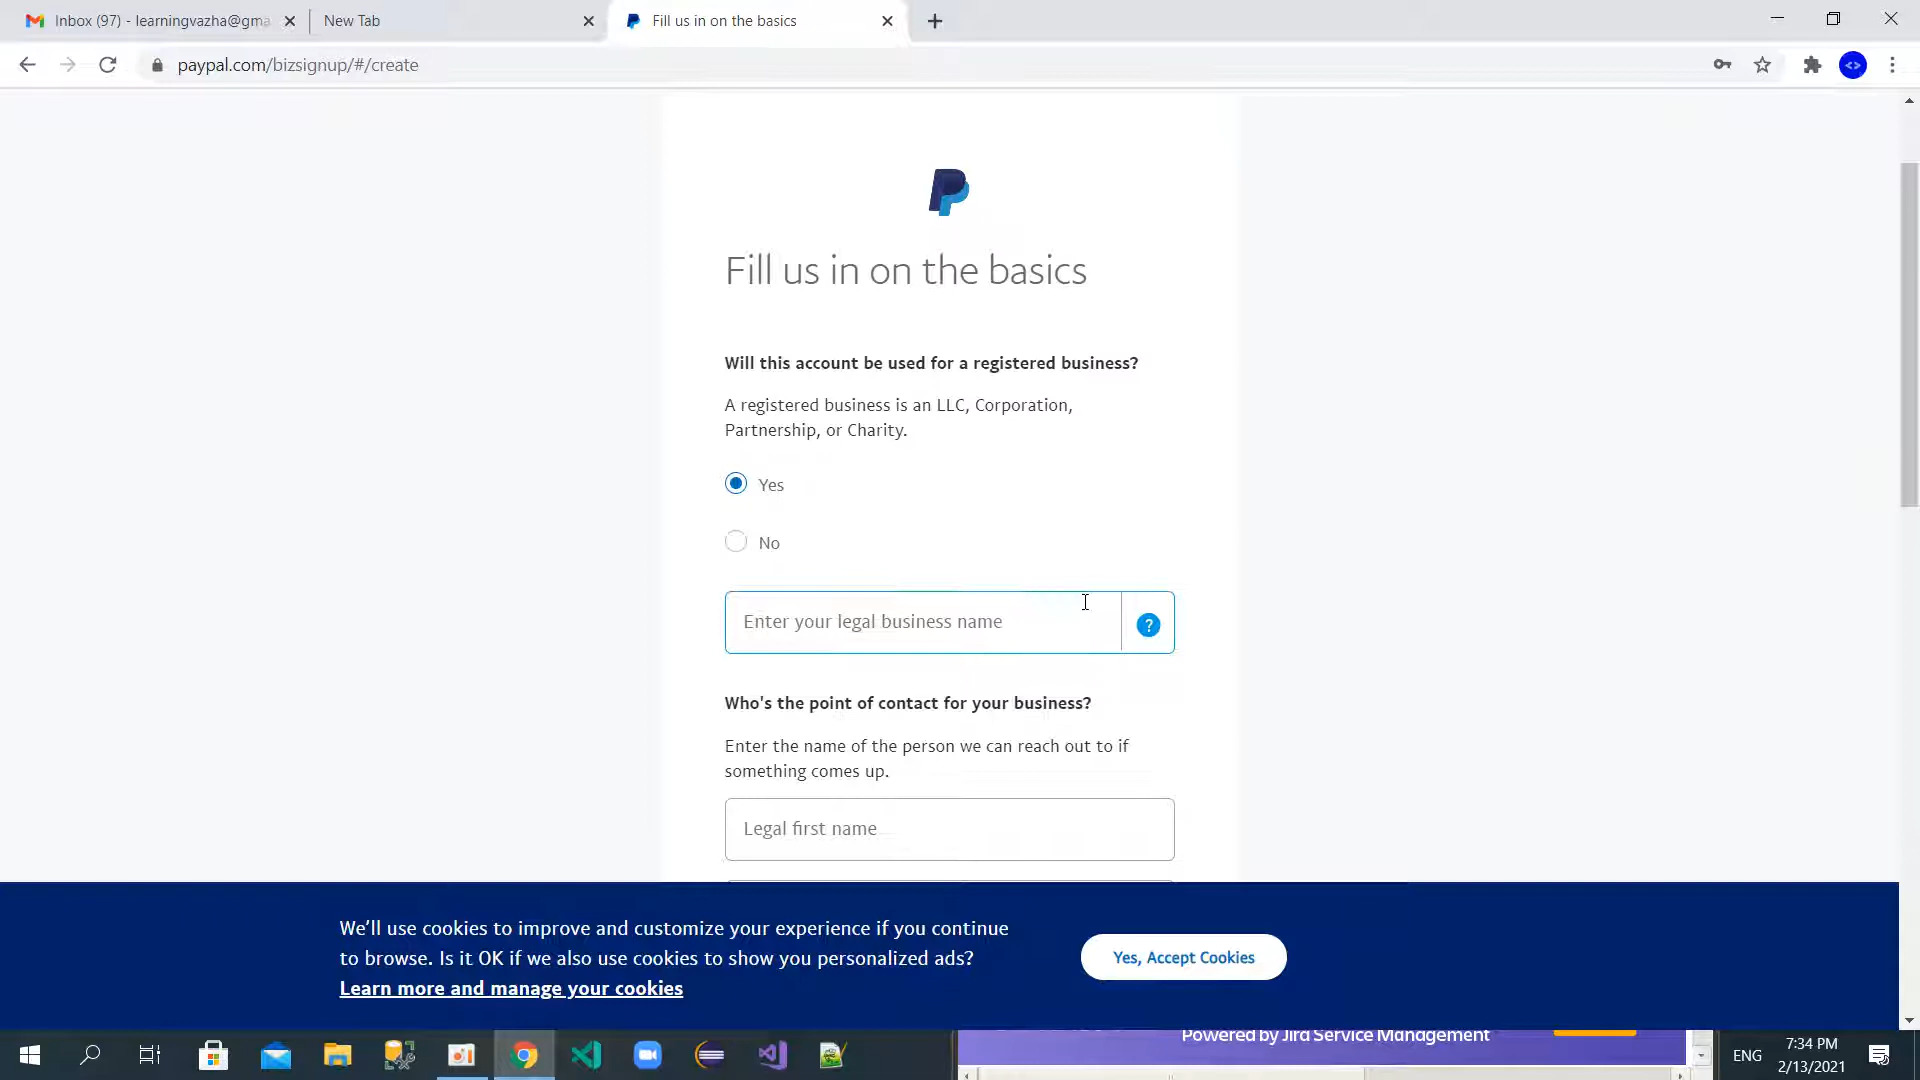 Inbox (97) - learningvazha@gma
New Tab
Fill us in on the basics
paypal.com/bizsignup/#/create
Fill us in on the basics
Will this account be used for a registered business?
A registered business is an LLC, Corporation,
Partnership, or Charity.
Yes
No
Enter your legal business name
?
Who's the point of contact for your business?
Enter the name of the person we can reach out to if
something comes up.
Legal first name
We’ll use cookies to improve and customize your experience if you continue
to browse. Is it OK if we also use cookies to show you personalized ads?
Learn more and manage your cookies
Yes, Accept Cookies
Powered by Jira Service Management
ENG
7:34 PM
2/13/2021